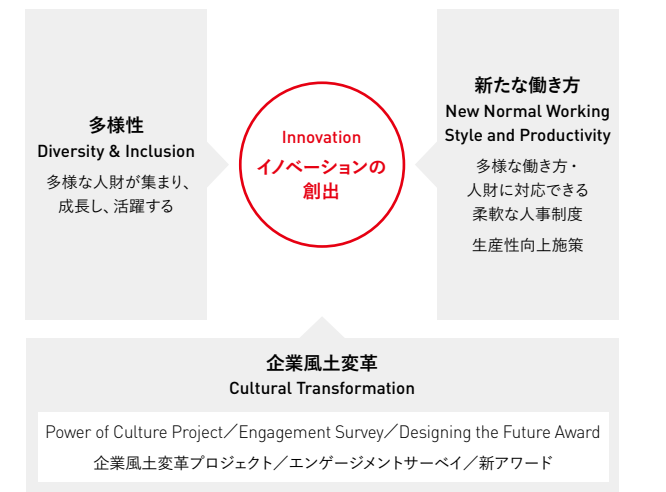 多様性
Diversity & Inclusion
多様な人財が集まり、
成長し、活躍する
Innovation
イノベーションの
創出
新たな働き方
New Normal Working
Style and Productivity
多様な働き方・
人財に対応できる
柔軟な人事制度
生産性向上施策
企業風土変革
Cultural Transformation
Power of Culture Project／Engagement Survey／Designing the Future Award
企業風土変革プロジェクト／エンゲージメントサーベイ／新アワード